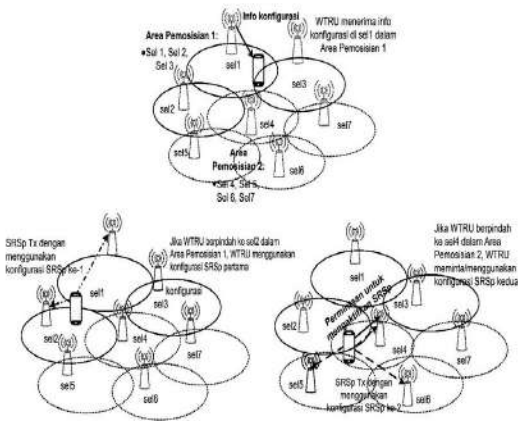 Info konfigurasi
Area Pemosisian 1:
•Sel 1, Sel 2,
Sel 3
WTRU menerima info
konfigurasi di sel1 dalam
Area Pemosisian 1
sel1
sel3
sel2
sel4
sel7
sel5
Area
Pemosisian 2:
•Sel 4, Sel 5,
Sel 6, Sel7
sel6
SRSp Tx dengan
menggunakan
konfigurasi SRSp ke-1
Jika WTRU berpindah ke sel2 dalam
Area Pemosisian 1, WTRU menggunakan
konfigurasi SRSp pertama
sel1
sel3
konfigurasi
sel2
sel4
sel7
sel5
sel6
Jika WTRU berpindah
ke sel4 dalam Area
Pemosisian 2, WTRU
meminta/menggunakan
konfigurasi SRSp kedua
sel1
Permintaan untuk
mengaktifkan SRSp
sel3
sel2
sel4
sel7
sel5
sel6
SRSp Tx dengan
menggunakan
konfigurasi SRSp ke-2